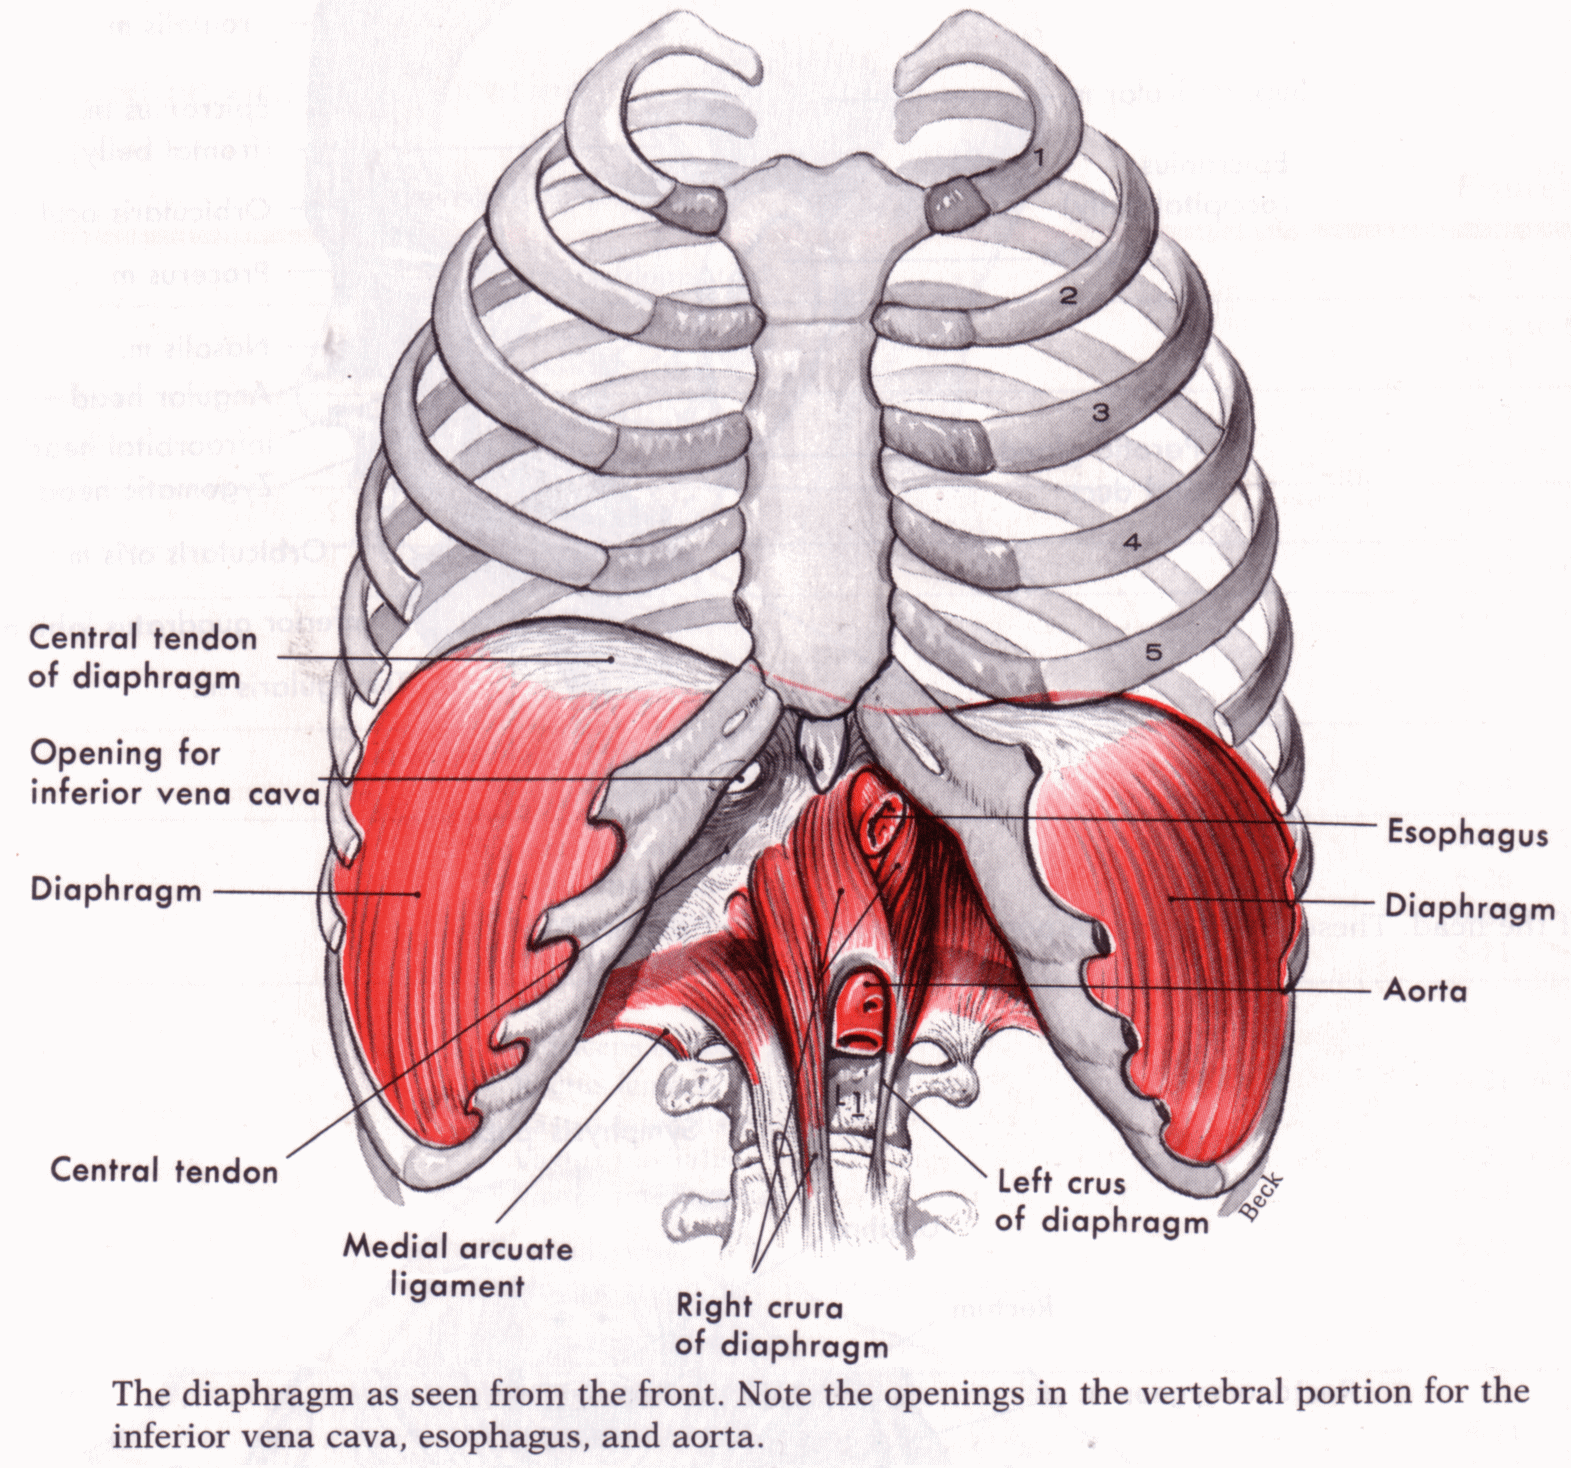 1
2
3
4
5
Central tendon
of diaphragm
Opening for
inferior vena cava
Diaphragm
Central tendon
Medial arcuate
ligament
Right crura
of diaphragm
Left crus
of diaphragm
Aorta
Diaphragm
Esophagus
Beck
The diaphragm as seen from the front. Note the openings in the vertebral portion for the
inferior vena cava, esophagus, and aorta.